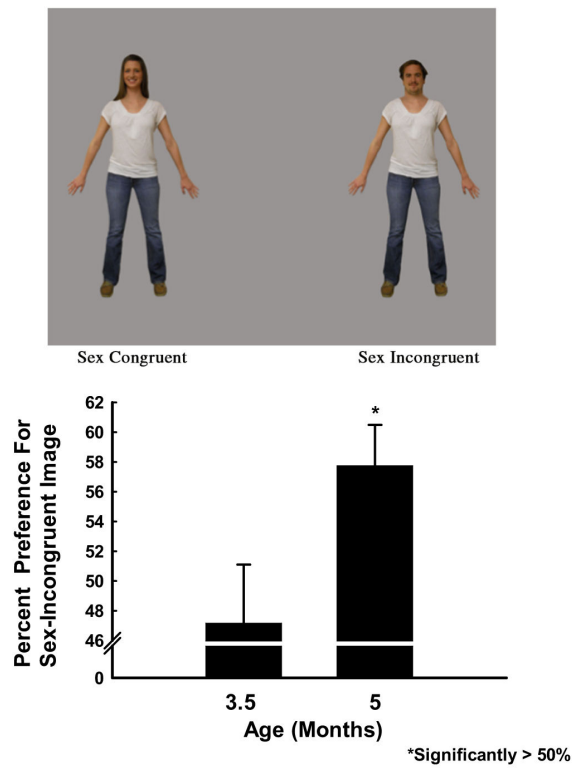 Sex Congruent
Sex Incongruent
Percent Preference For
Sex-Incongruent Image
62
60
58
56
54
52
50
48
46
0
*
3.5
5
Age (Months)
*Significantly > 50%